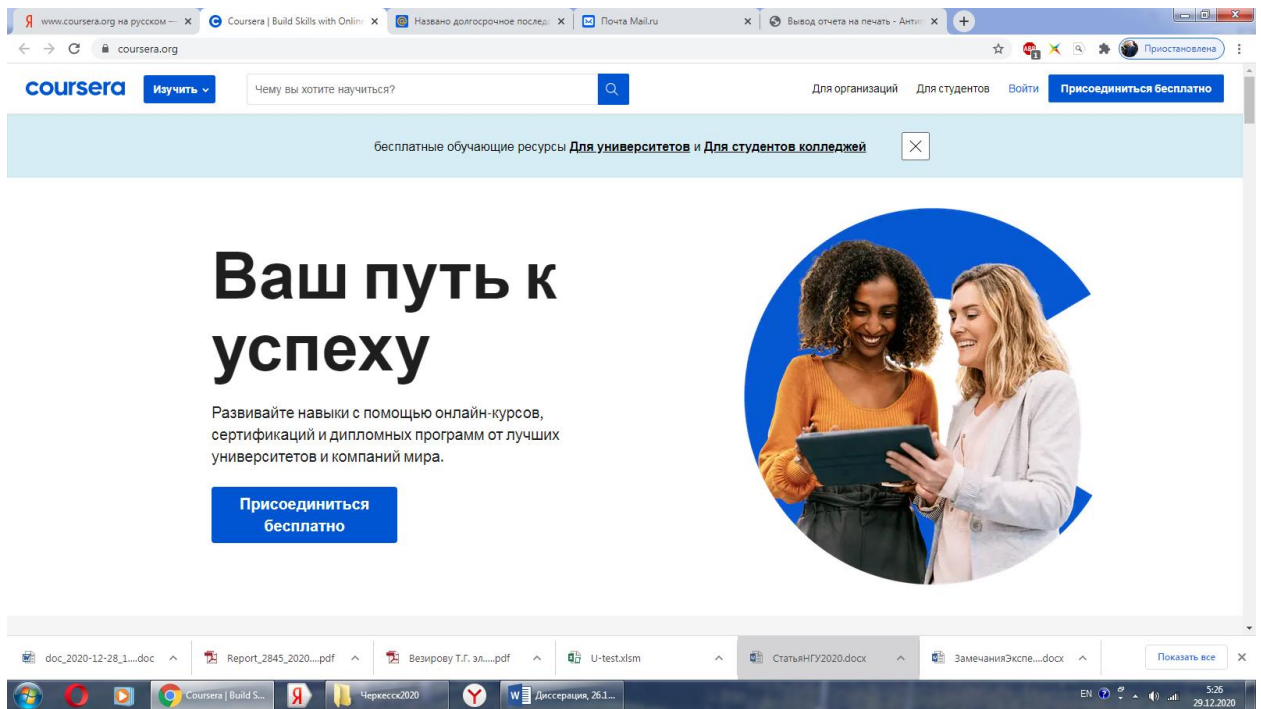 www.coursera.org на русском —
Coursera | Build Skills with Onlin
Названо долгосрочное послед
Почта Mail.ru
Вывод отчета на печать - Анти
coursera.org
ABP
1
Приостановлена
coursera
Изучить
Чему вы хотите научиться?
Для организаций
Для студентов
Войти
Присоединиться бесплатно
бесплатные обучающие ресурсы Для университетов и Для студентов колледжей
Ваш путь к
успеху
Развивайте навыки с помощью онлайн-курсов,
сертификаций и дипломных программ от лучших
университетов и компаний мира.
Присоединиться
бесплатно
doc_2020-12-28_1....doc
Report_2845_2020....pdf
Везирову Т.Г. эл.....pdf
U-test.xlsm
СтатьяНГУ2020.docx
ЗамечанияЭкспе....docx
Показать все
Coursera | Build S...
Черкесск2020
Диссерация, 26.1...
EN
5:26
29.12.2020